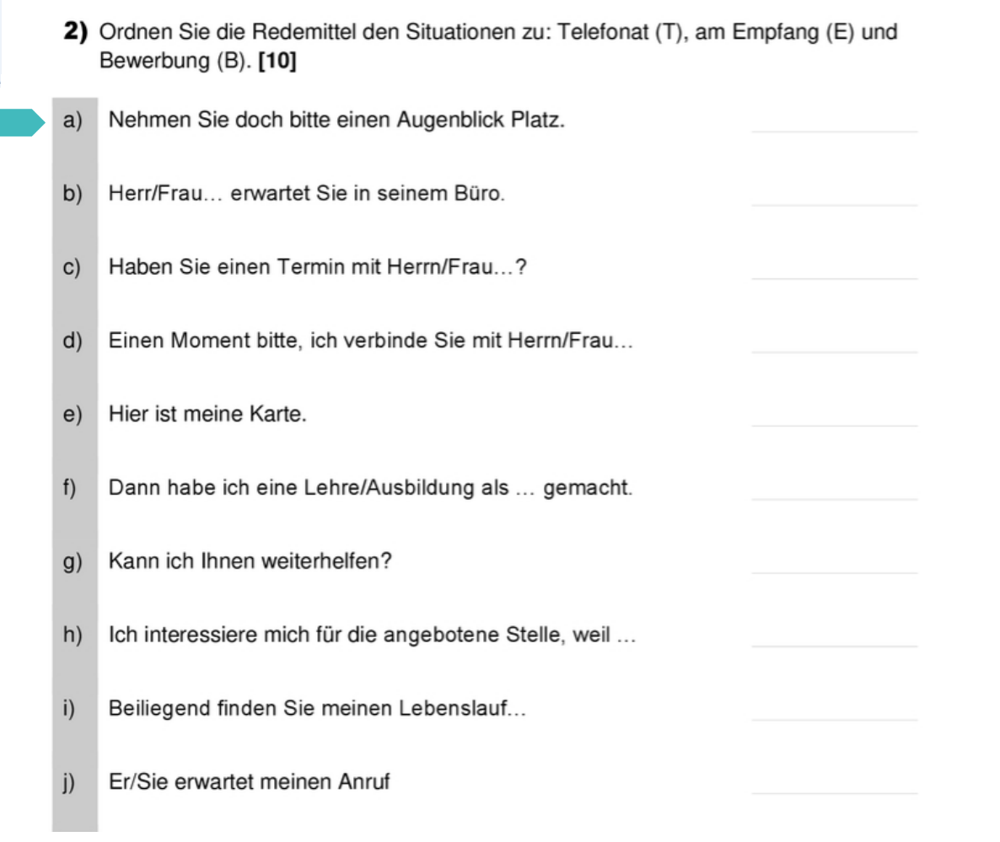 2) Ordnen Sie die Redemittel den Situationen zu: Telefonat (T), am Empfang (E) und
Bewerbung (B). [10]
a) Nehmen Sie doch bitte einen Augenblick Platz.
b) Herr/Frau… erwartet Sie in seinem Büro.
c) Haben Sie einen Termin mit Herrn/Frau…?
d) Einen Moment bitte, ich verbinde Sie mit Herrn/Frau…
e) Hier ist meine Karte.
f) Dann habe ich eine Lehre/Ausbildung als … gemacht.
g) Kann ich Ihnen weiterhelfen?
h) Ich interessiere mich für die angebotene Stelle, weil …
i) Beiliegend finden Sie meinen Lebenslauf…
j) Er/Sie erwartet meinen Anruf